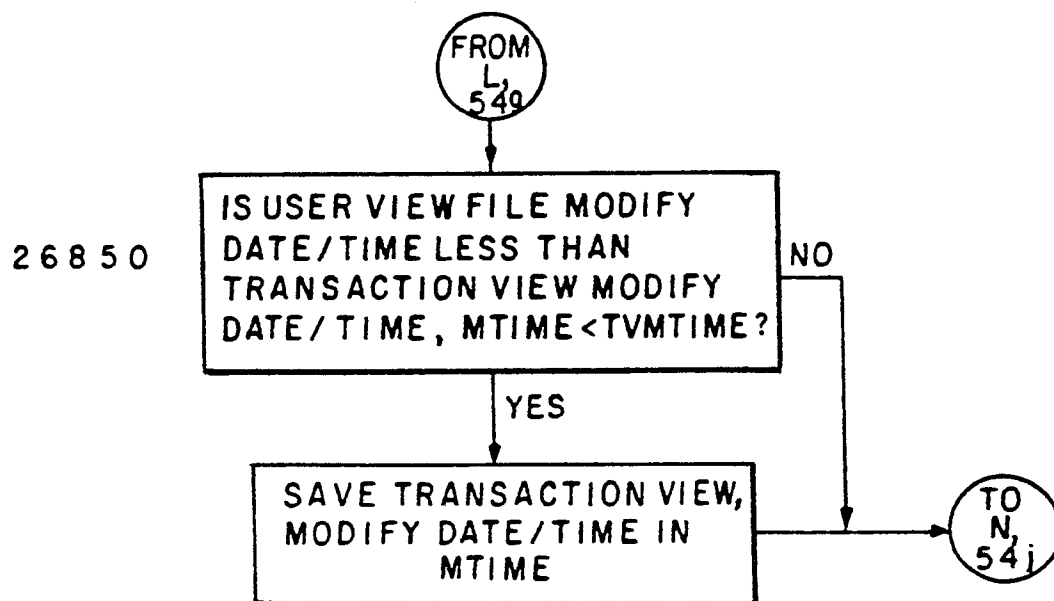 FROM
L,
54g
IS USER VIEW FILE MODIFY
DATE/TIME LESS THAN
TRANSACTION VIEW MODIFY
DATE/TIME, MTIME<TVMTIME?
26850
NO
YES
SAVE TRANSACTION VIEW,
MODIFY DATE/TIME IN
MTIME
TO
N,
54j